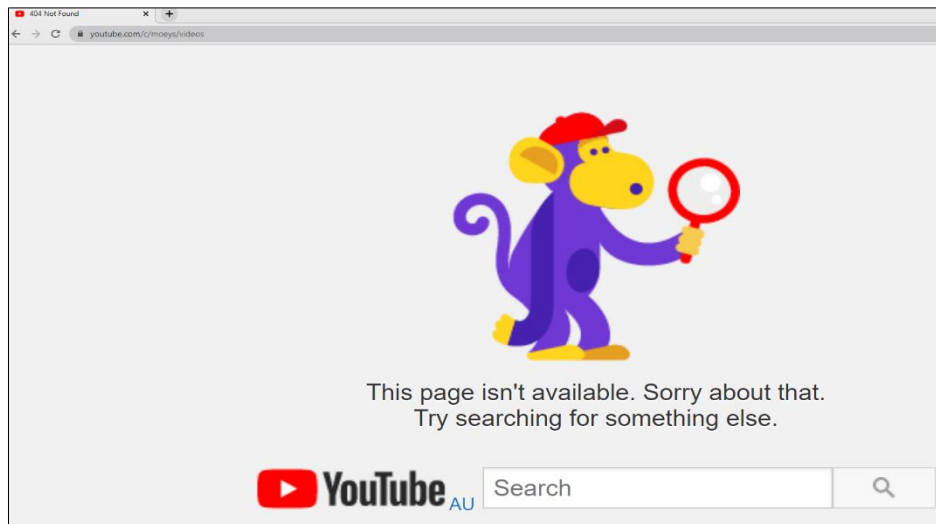 404 Not Found
youtube.com/c/moeys/videos
This page isn't available. Sorry about that.
Try searching for something else.
YouTube AU
Search